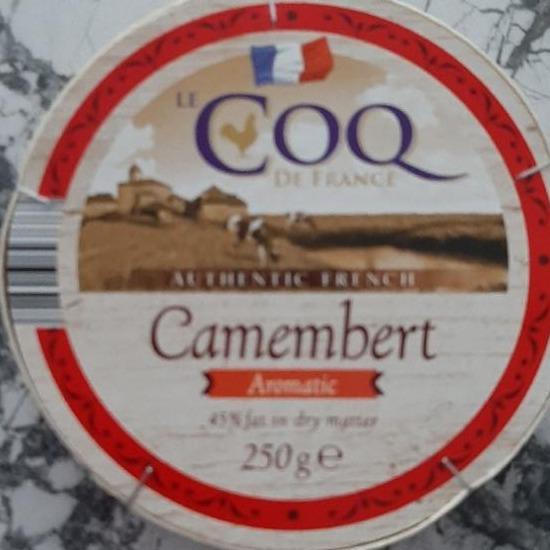 LE
COQ
DE FRANCE
AUTHENTIC FRENCH
Camembert
Aromatic
45% fat in dry matter
250g e